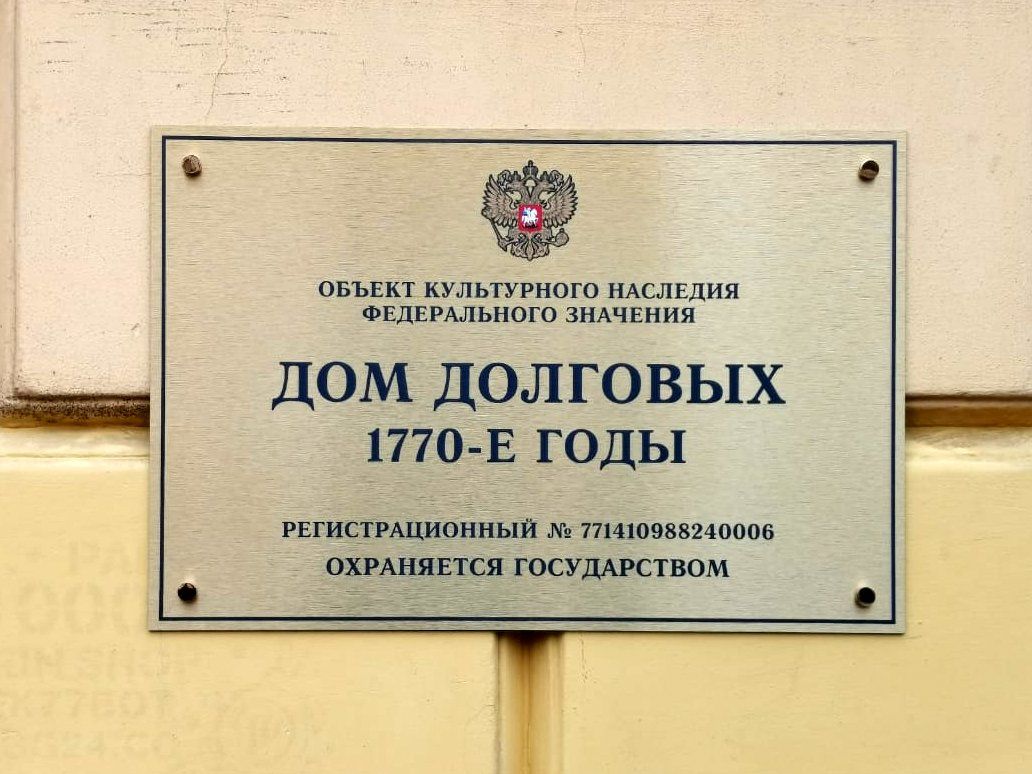 ОБЪЕКТ КУЛЬТУРНОГО НАСЛЕДИЯ
ФЕДЕРАЛЬНОГО ЗНАЧЕНИЯ
ДОМ ДОЛГОВЫХ
1770-Е ГОДЫ
РЕГИСТРАЦИОННЫЙ № 771410988240006
ОХРАНЯЕТСЯ ГОСУДАРСТВОМ